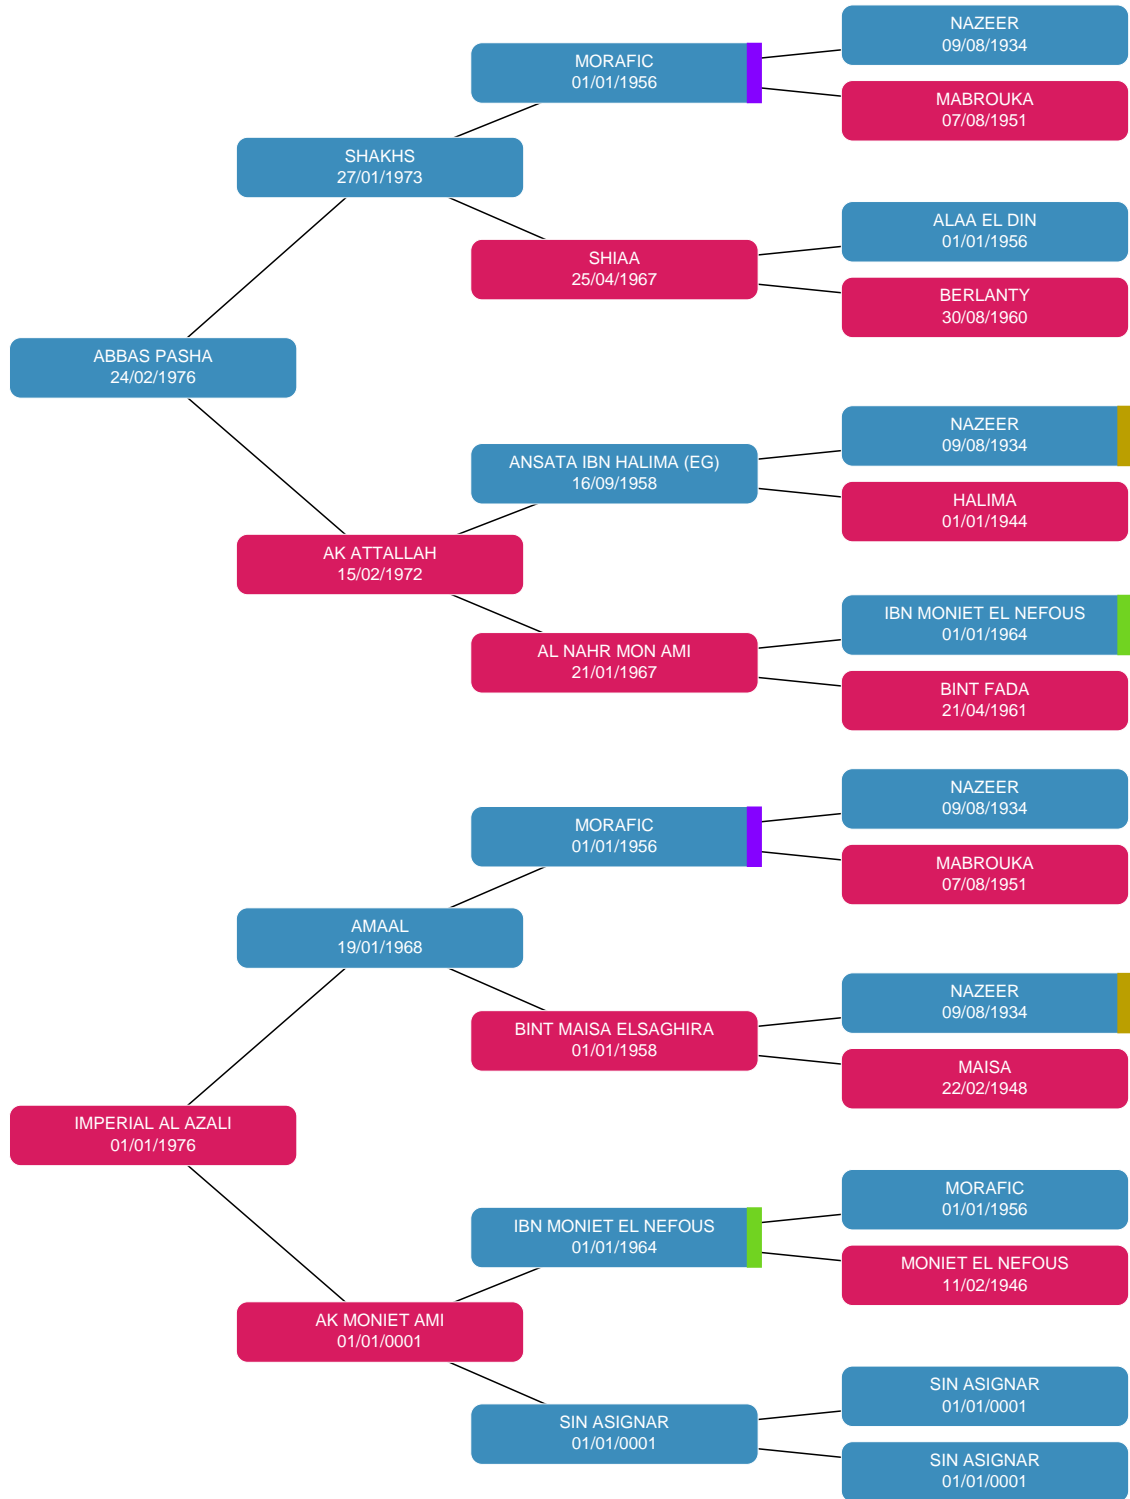 NAZEER
09/08/1934
MORAFIC
01/01/1956
MABROUKA
07/08/1951
SHAKHS
27/01/1973
ALAA EL DIN
01/01/1956
SHIAA
25/04/1967
BERLANTY
30/08/1960
ABBAS PASHA
24/02/1976
NAZEER
09/08/1934
ANSATA IBN HALIMA (EG)
16/09/1958
HALIMA
01/01/1944
AK ATTALLAH
15/02/1972
IBN MONIET EL NEFOUS
01/01/1964
AL NAHR MON AMI
21/01/1967
BINT FADA
21/04/1961
NAZEER
09/08/1934
MORAFIC
01/01/1956
MABROUKA
07/08/1951
AMAAL
19/01/1968
NAZEER
09/08/1934
BINT MAISA ELSAGHIRA
01/01/1958
MAISA
22/02/1948
IMPERIAL AL AZALI
01/01/1976
MORAFIC
01/01/1956
IBN MONIET EL NEFOUS
01/01/1964
MONIET EL NEFOUS
11/02/1946
AK MONIET AMI
01/01/0001
SIN ASIGNAR
01/01/0001
SIN ASIGNAR
01/01/0001
SIN ASIGNAR
01/01/0001